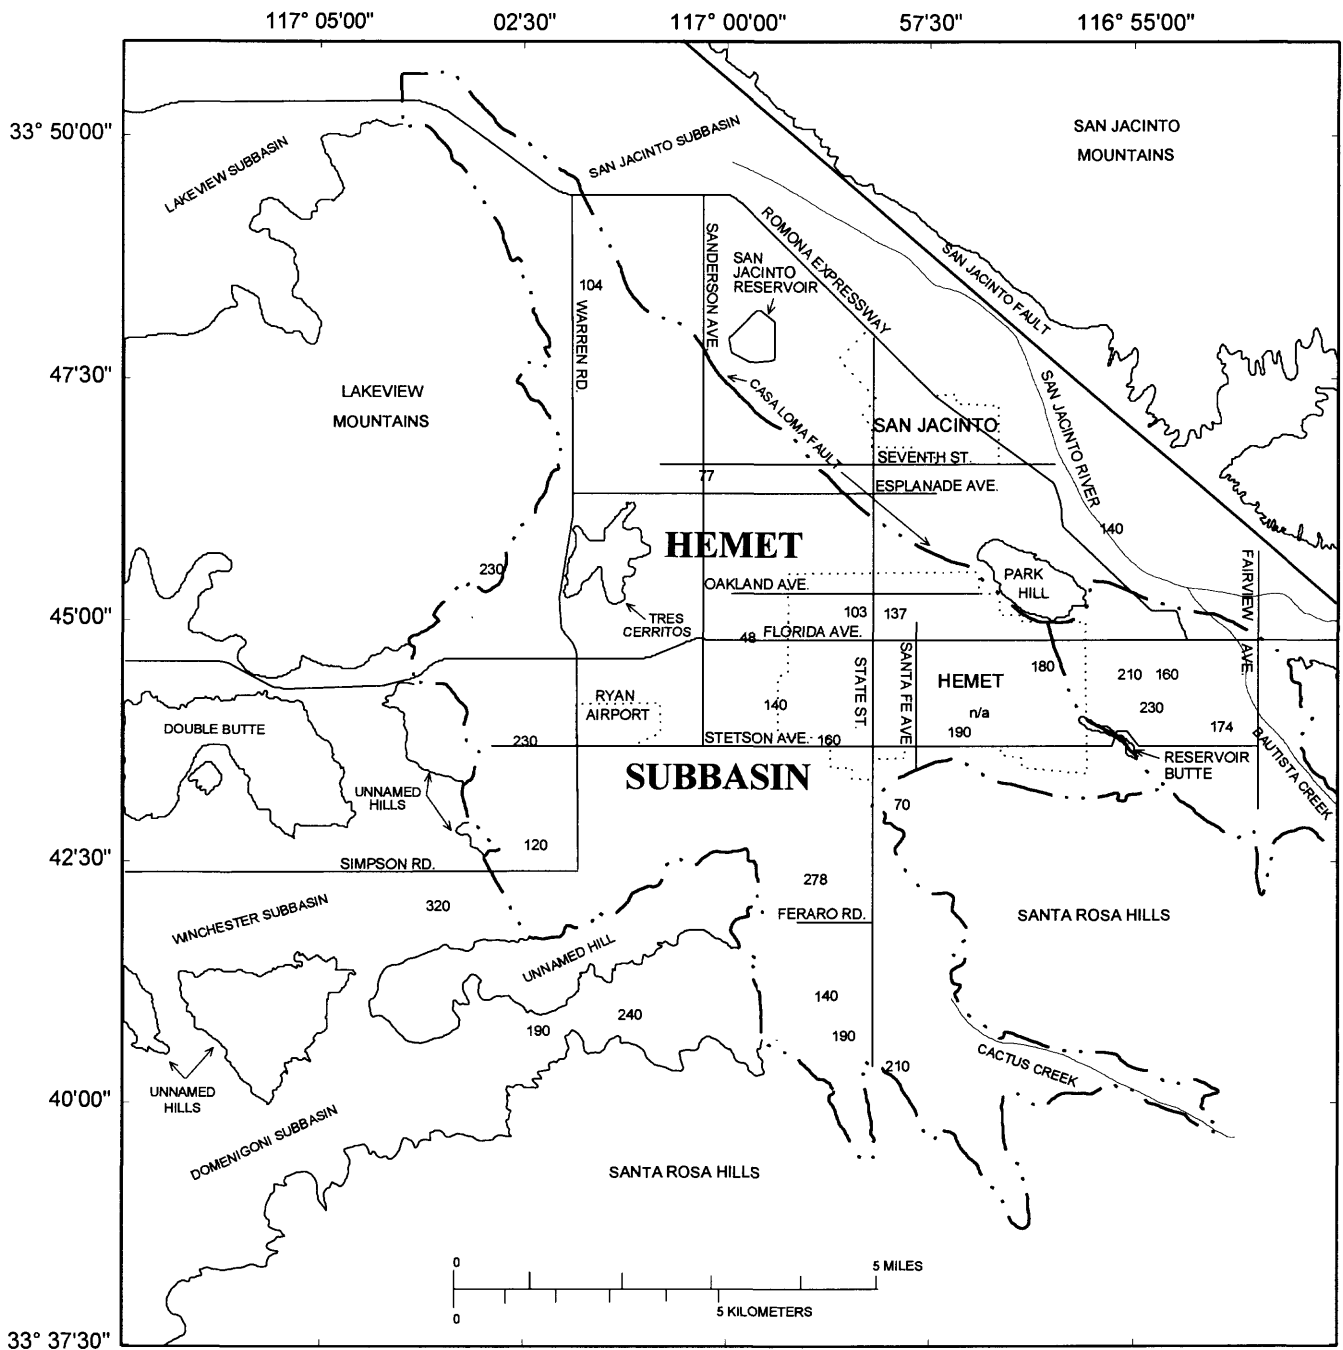 117° 05'00"
02'30"
117° 00'00"
57'30"
116° 55'00"
33° 50'00"
47'30"
45'00"
42'30"
40'00"
33° 37'30"
SAN JACINTO
MOUNTAINS
LAKEVIEW SUBBASIN
SAN JACINTO SUBBASIN
ROMONA EXPRESSWAY
SANDERSON AVE.
SAN
JACINTO
RESERVOIR
SAN JACINTO FAULT
104
WARREN RD.
LAKEVIEW
MOUNTAINS
CASA LOMA FAULT
SAN JACINTO
SAN JACINTO RIVER
SEVENTH ST.
77
ESPLANADE AVE.
140
HEMET
230
OAKLAND AVE.
PARK
HILL
FAIRVIEW
AVE.
TRES
CERRITOS
103
137
48
FLORIDA AVE.
STATE ST.
SANTA FE AVE
180
210
160
HEMET
n/a
RYAN
AIRPORT
140
230
190
174
DOUBLE BUTTE
230
STETSON AVE.
160
RESERVOIR
BUTTE
BAUTISTA CREEK
SUBBASIN
UNNAMED
HILLS
70
120
SIMPSON RD.
278
320
FERARO RD.
SANTA ROSA HILLS
WINCHESTER SUBBASIN
UNNAMED HILL
140
240
190
190
210
CACTUS CREEK
UNNAMED
HILLS
DOMENIGONI SUBBASIN
SANTA ROSA HILLS
0
5 MILES
0
5 KILOMETERS